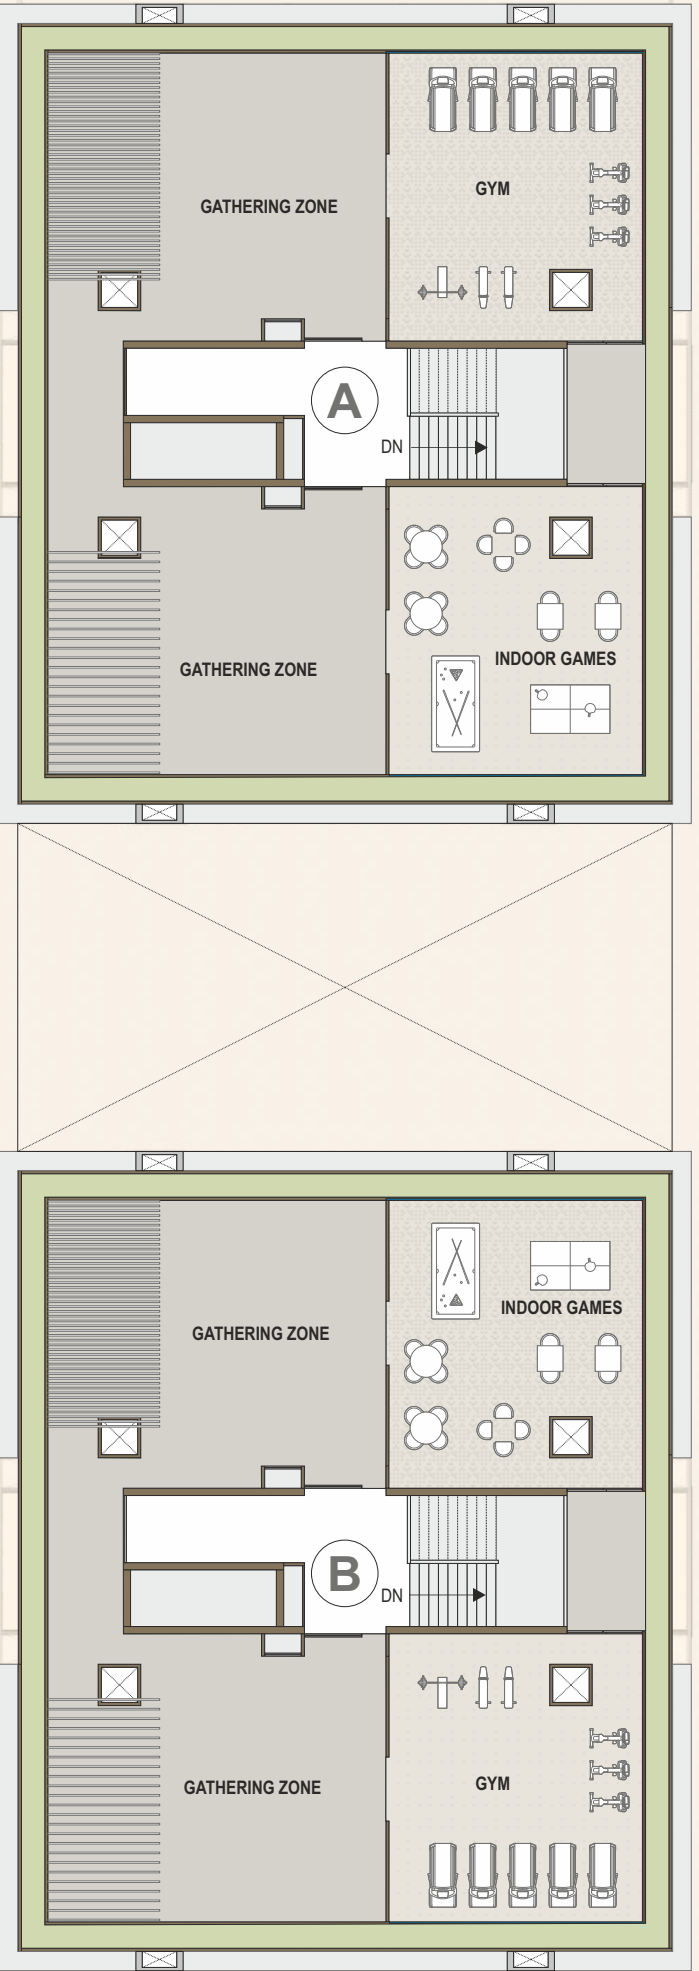 GATHERING ZONE
GYM
A
DN
GATHERING ZONE
INDOOR GAMES
INDOOR GAMES
GATHERING ZONE
B
DN
GATHERING ZONE
GYM